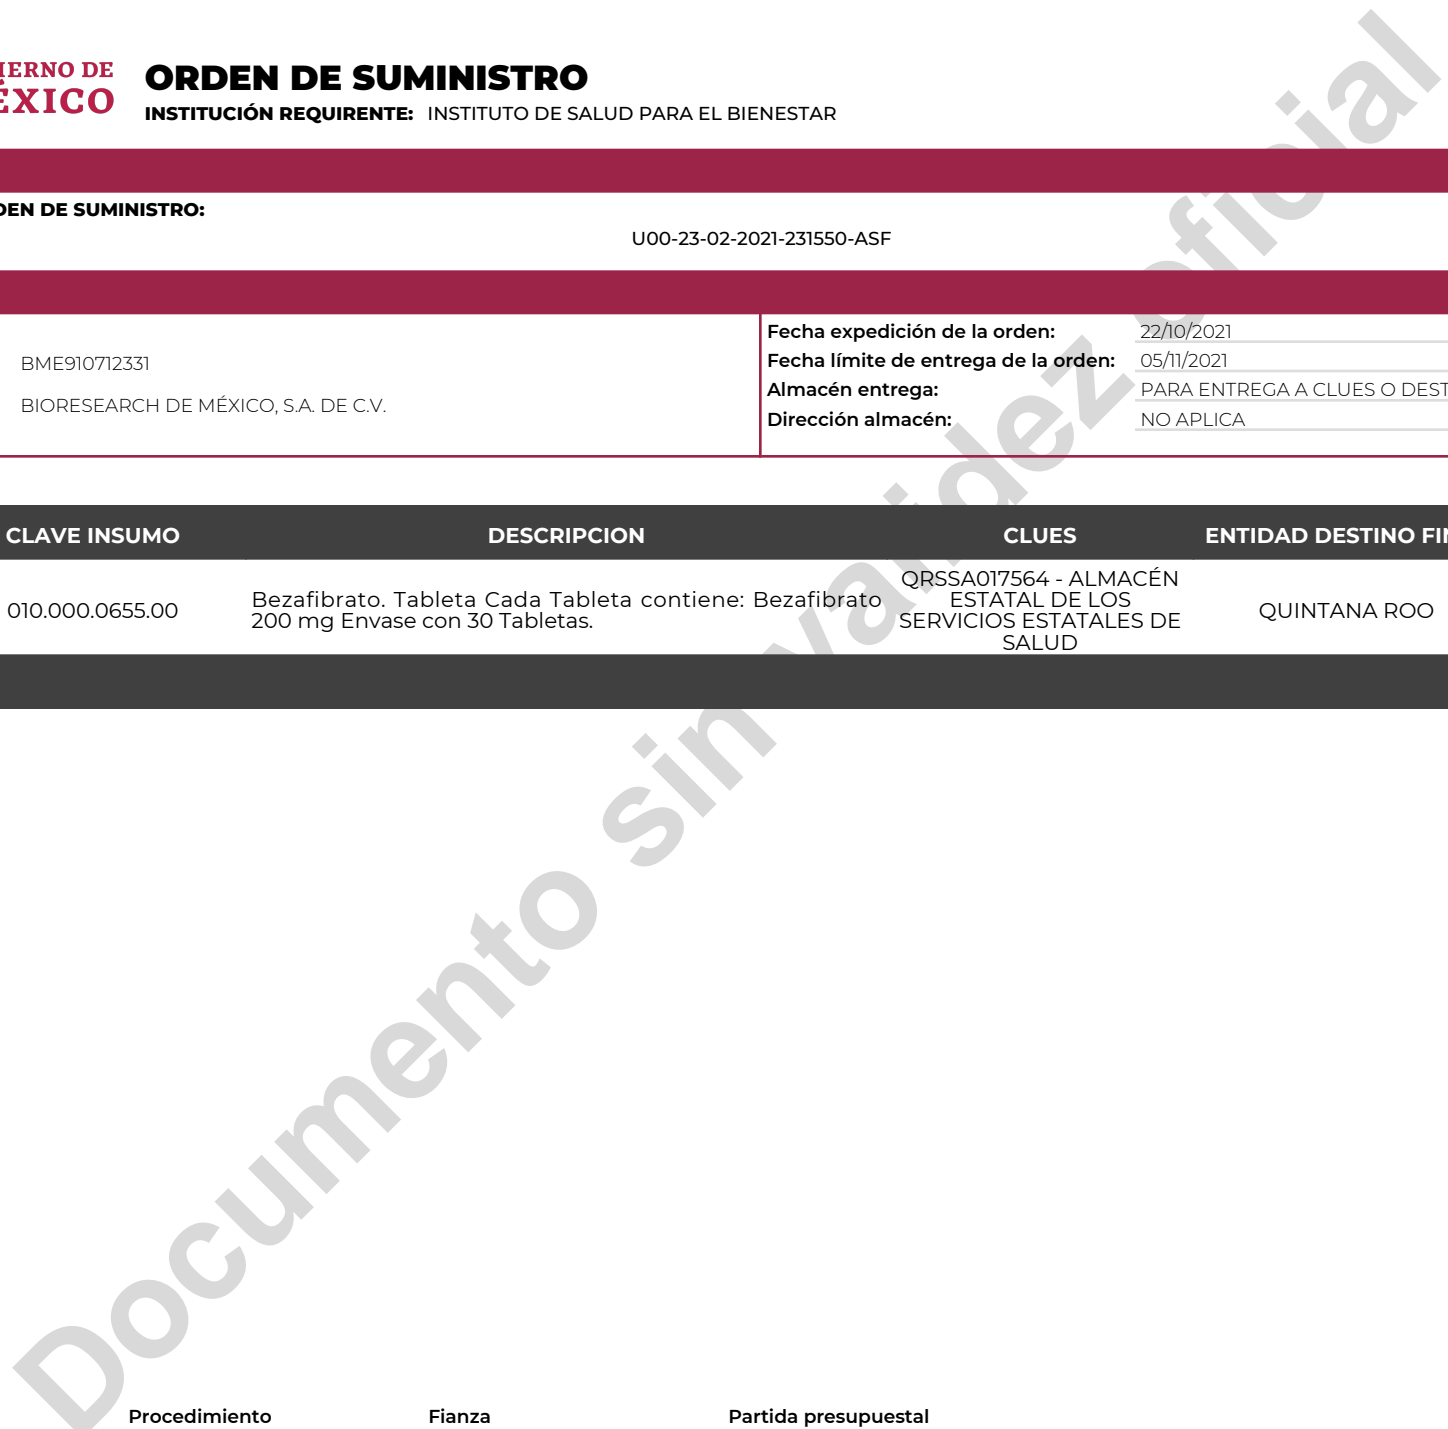 IERNO DE
ÉXICO
ORDEN DE SUMINISTRO
INSTITUCIÓN REQUIRENTE: INSTITUTO DE SALUD PARA EL BIENESTAR
DEN DE SUMINISTRO:
U00-23-02-2021-231550-ASF
BME910712331
BIORESEARCH DE MÉXICO, S.A. DE C.V.
Fecha expedición de la orden: 22/10/2021
Fecha límite de entrega de la orden: 05/11/2021
Almacén entrega: PARA ENTREGA A CLUES O DEST
Dirección almacén: NO APLICA
CLAVE INSUMO DESCRIPCION CLUES ENTIDAD DESTINO FIN
010.000.0655.00
Bezafibrato. Tableta Cada Tableta contiene: Bezafibrato
200 mg Envase con 30 Tabletas.
QRSSA017564 - ALMACÉN
ESTATAL DE LOS
SERVICIOS ESTATALES DE
SALUD
QUINTANA ROO
Documento sin validez oficial
Procedimiento Fianza Partida presupuestal